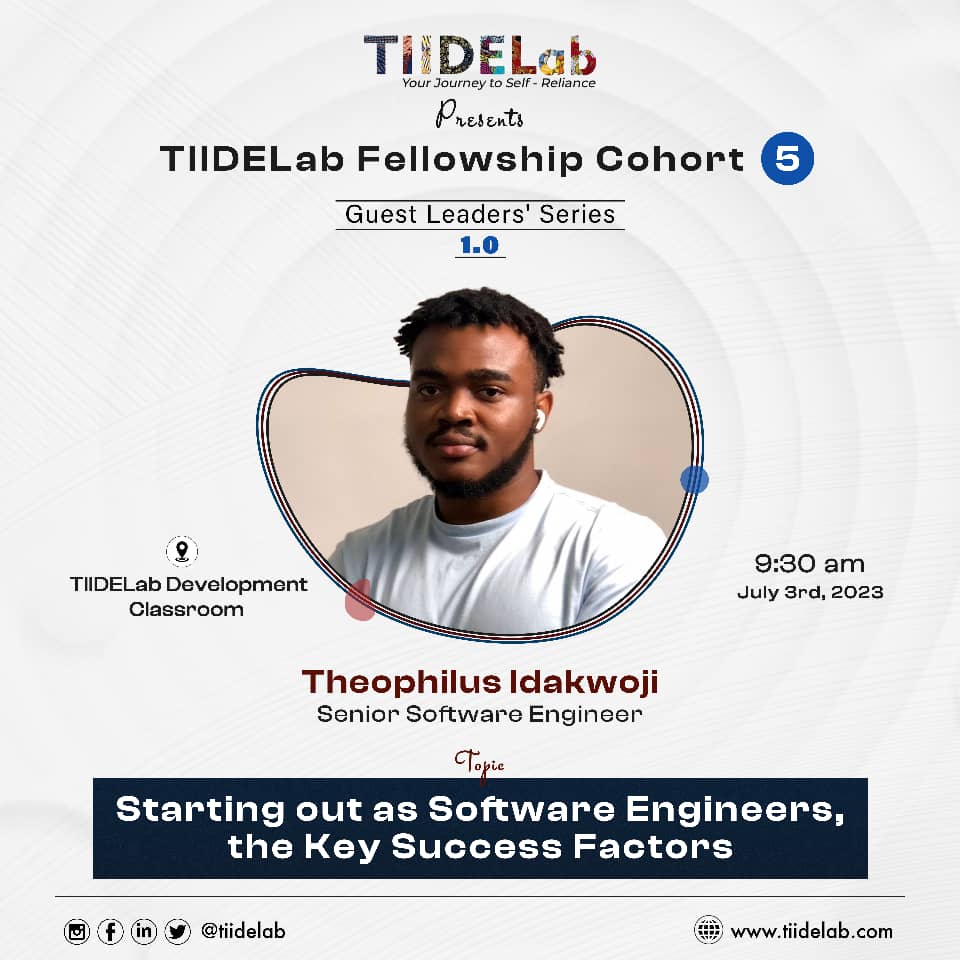 TIIDELab
Your Journey to Self - Reliance
Presents
TIIDELab Fellowship Cohort 5
Guest Leaders' Series
1.0
TIIDELab Development
Classroom
9:30 am
July 3rd, 2023
Theophilus Idakwoji
Senior Software Engineer
Topic
Starting out as Software Engineers,
the Key Success Factors
@tiidelab
www.tiidelab.com